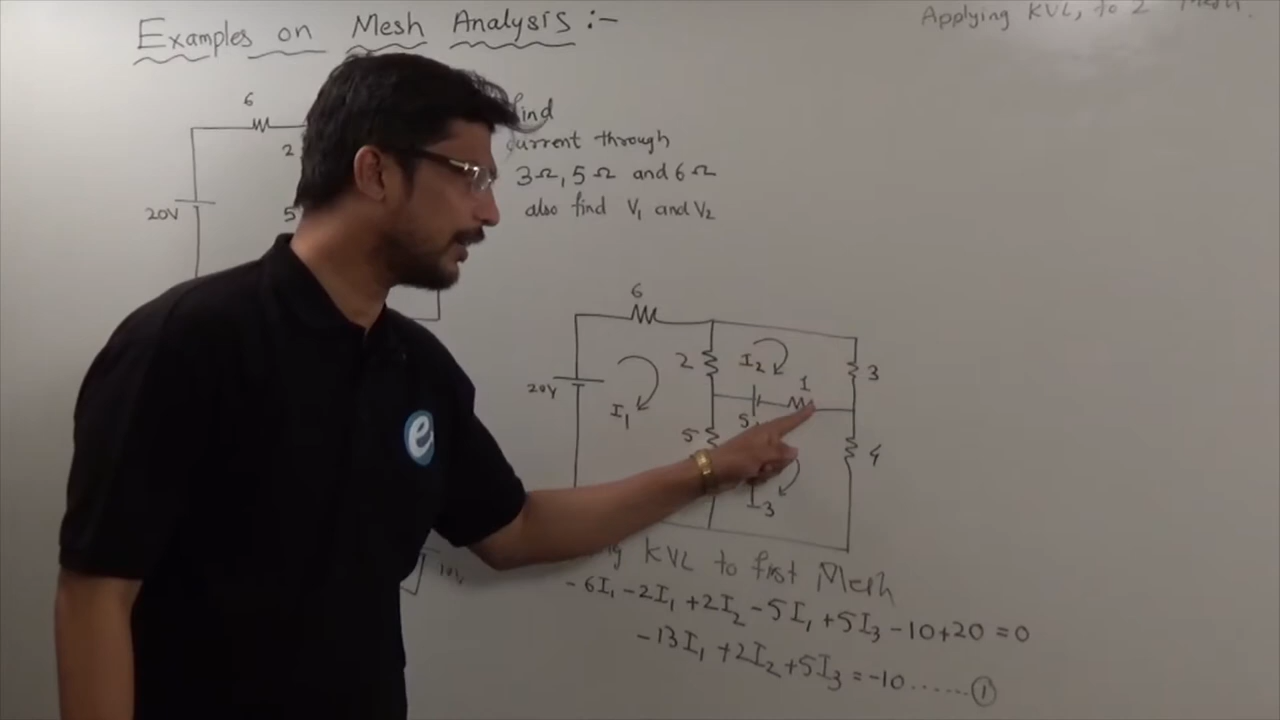 Examples on Mesh Analysis :-
Applying KVL, to 2 Mesh.
6
2
5
20V
find
current through
3Ω, 5Ω and 6Ω
also find V₁ and V₂
6
20V
I₁
2
I₂
1
3
5
5
4
I₃
10V
KVL to first Mesh
-6I₁ -2I₁ +2I₂ -5I₁ +5I₃ -10+20 =0
-13I₁ +2I₂ +5I₃ = -10 ...... ①
e